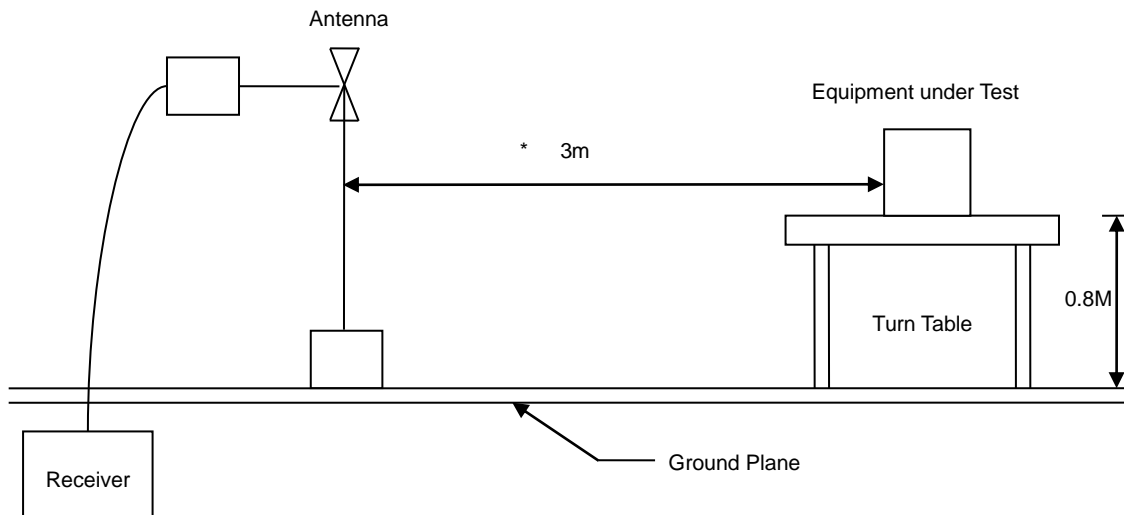 Antenna
Equipment under Test
* 3m
0.8M
Turn Table
Ground Plane
Receiver